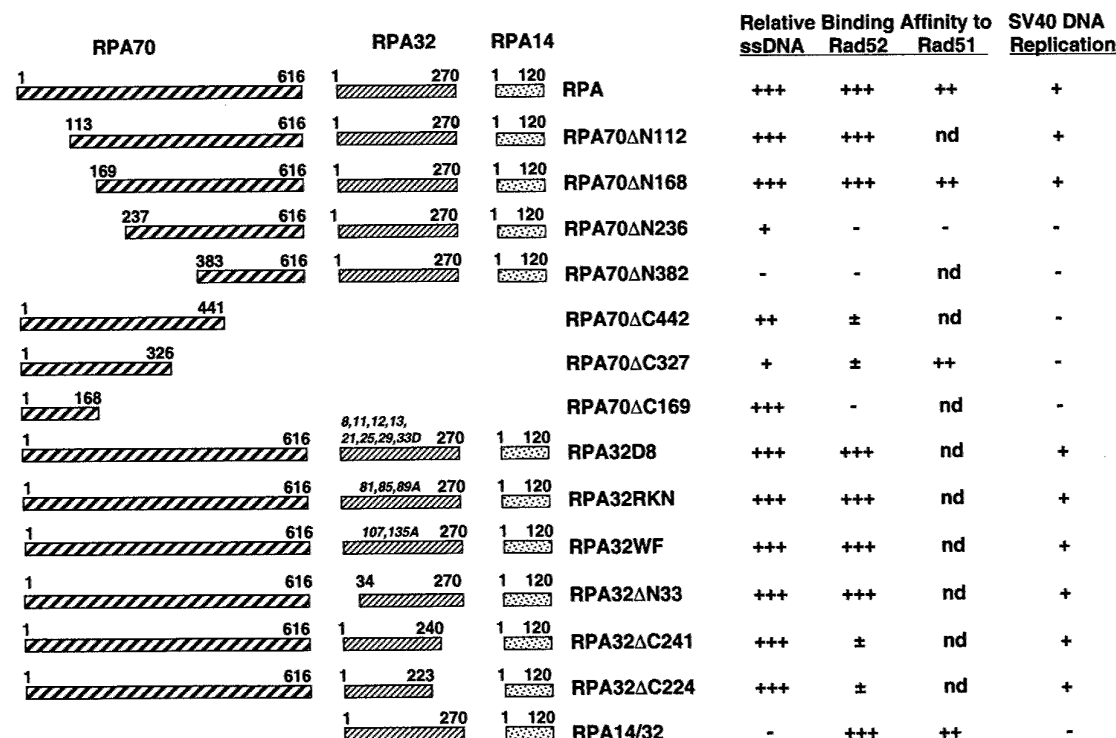 Relative Binding Affinity to SV40 DNA
RPA70 RPA32 RPA14 ssDNA Rad52 Rad51 Replication
1 616 1 270 1 120 RPA +++ +++ ++ +
113 616 1 270 1 120 RPA70ΔN112 +++ +++ nd +
169 616 1 270 1 120 RPA70ΔN168 +++ +++ ++ +
237 616 1 270 1 120 RPA70ΔN236 + - - -
383 616 1 270 1 120 RPA70ΔN382 - - nd -
1 441 RPA70ΔC442 ++ ± nd -
1 326 RPA70ΔC327 + ± ++ -
1 168 RPA70ΔC169 +++ - nd -
8,11,12,13,
1 616 21,25,29,33D 270 1 120 RPA32D8 +++ +++ nd +
1 616 81,85,89A 270 1 120 RPA32RKN +++ +++ nd +
1 616 107,135A 270 1 120 RPA32WF +++ +++ nd +
1 616 34 270 1 120 RPA32ΔN33 +++ +++ nd +
1 616 1 240 1 120 RPA32ΔC241 +++ ± nd +
1 616 1 223 1 120 RPA32ΔC224 +++ ± nd +
1 270 1 120 RPA14/32 - +++ ++ -